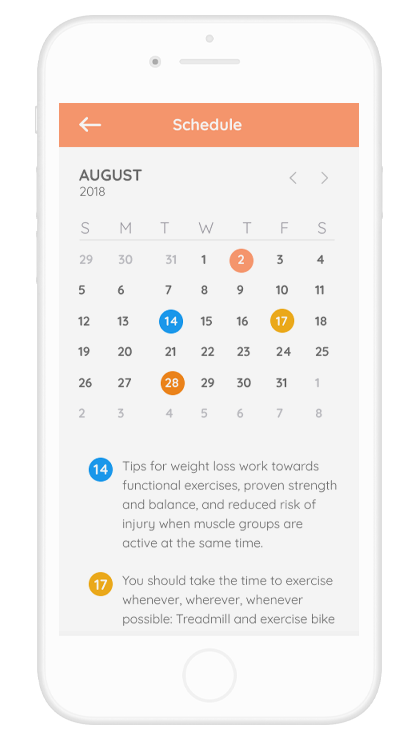 Schedule
AUGUST
2018
S M T W T F S
29 30 31 1 2 3 4
5 6 7 8 9 10 11
12 13 14 15 16 17 18
19 20 21 22 23 24 25
26 27 28 29 30 31 1
2 3 4 5 6 7 8
14 Tips for weight loss work towards
functional exercises, proven strength
and balance, and reduced risk of
injury when muscle groups are
active at the same time.
17 You should take the time to exercise
whenever, wherever, whenever
possible: Treadmill and exercise bike